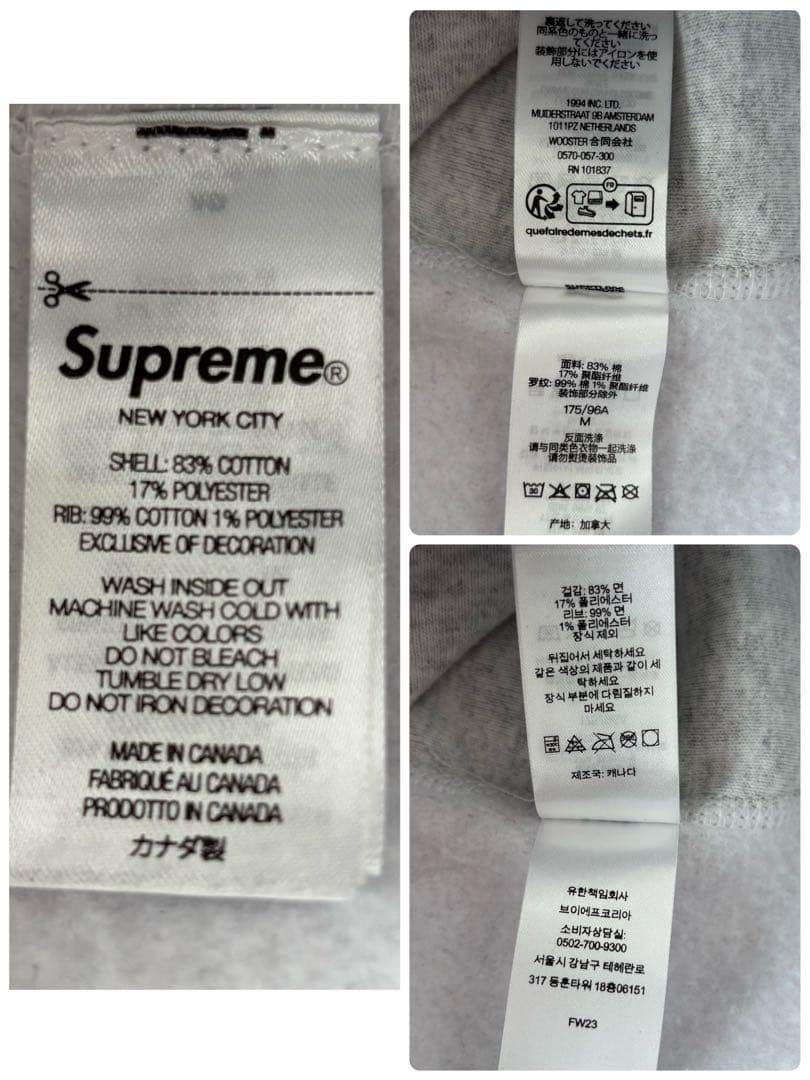 Supreme®
NEW YORK CITY
SHELL: 83% COTTON
17% POLYESTER
RIB: 99% COTTON 1% POLYESTER
EXCLUSIVE OF DECORATION
WASH INSIDE OUT
MACHINE WASH COLD WITH
LIKE COLORS
DO NOT BLEACH
TUMBLE DRY LOW
DO NOT IRON DECORATION
MADE IN CANADA
FABRIQUÉ AU CANADA
PRODOTTO IN CANADA
カナダ製
裏返して洗ってください
同系色のものと一緒に洗っ
てください
装飾部分にはアイロンを使
用しないでください
1994 INC. LTD.
MUIDERSTRAAT 9B AMSTERDAM
1011PZ NETHERLANDS
WOOSTER 合同会社
0570-057-300
RN 101837
FR
quefairedemesdechets.fr
面料: 83% 棉
17% 聚酯纤维
罗纹: 99% 棉 1% 聚酯纤维
装饰部分除外
175/96A
M
反面洗涤
请与同类色衣物一起洗涤
请勿熨烫装饰品
30
产地: 加拿大
걸감: 83% 면
17% 폴리에스터
리브: 99% 면
1% 폴리에스터
장식 제외
뒤집어서 세탁하세요
같은 색상의 제품과 같이 세
탁하세요
장식 부분에 다림질하지
마세요
제조국: 캐나다
유한책임회사
브이에프코리아
소비자상담실:
0502-700-9300
서울시 강남구 테헤란로
317 동훈타워 18층06151
FW23